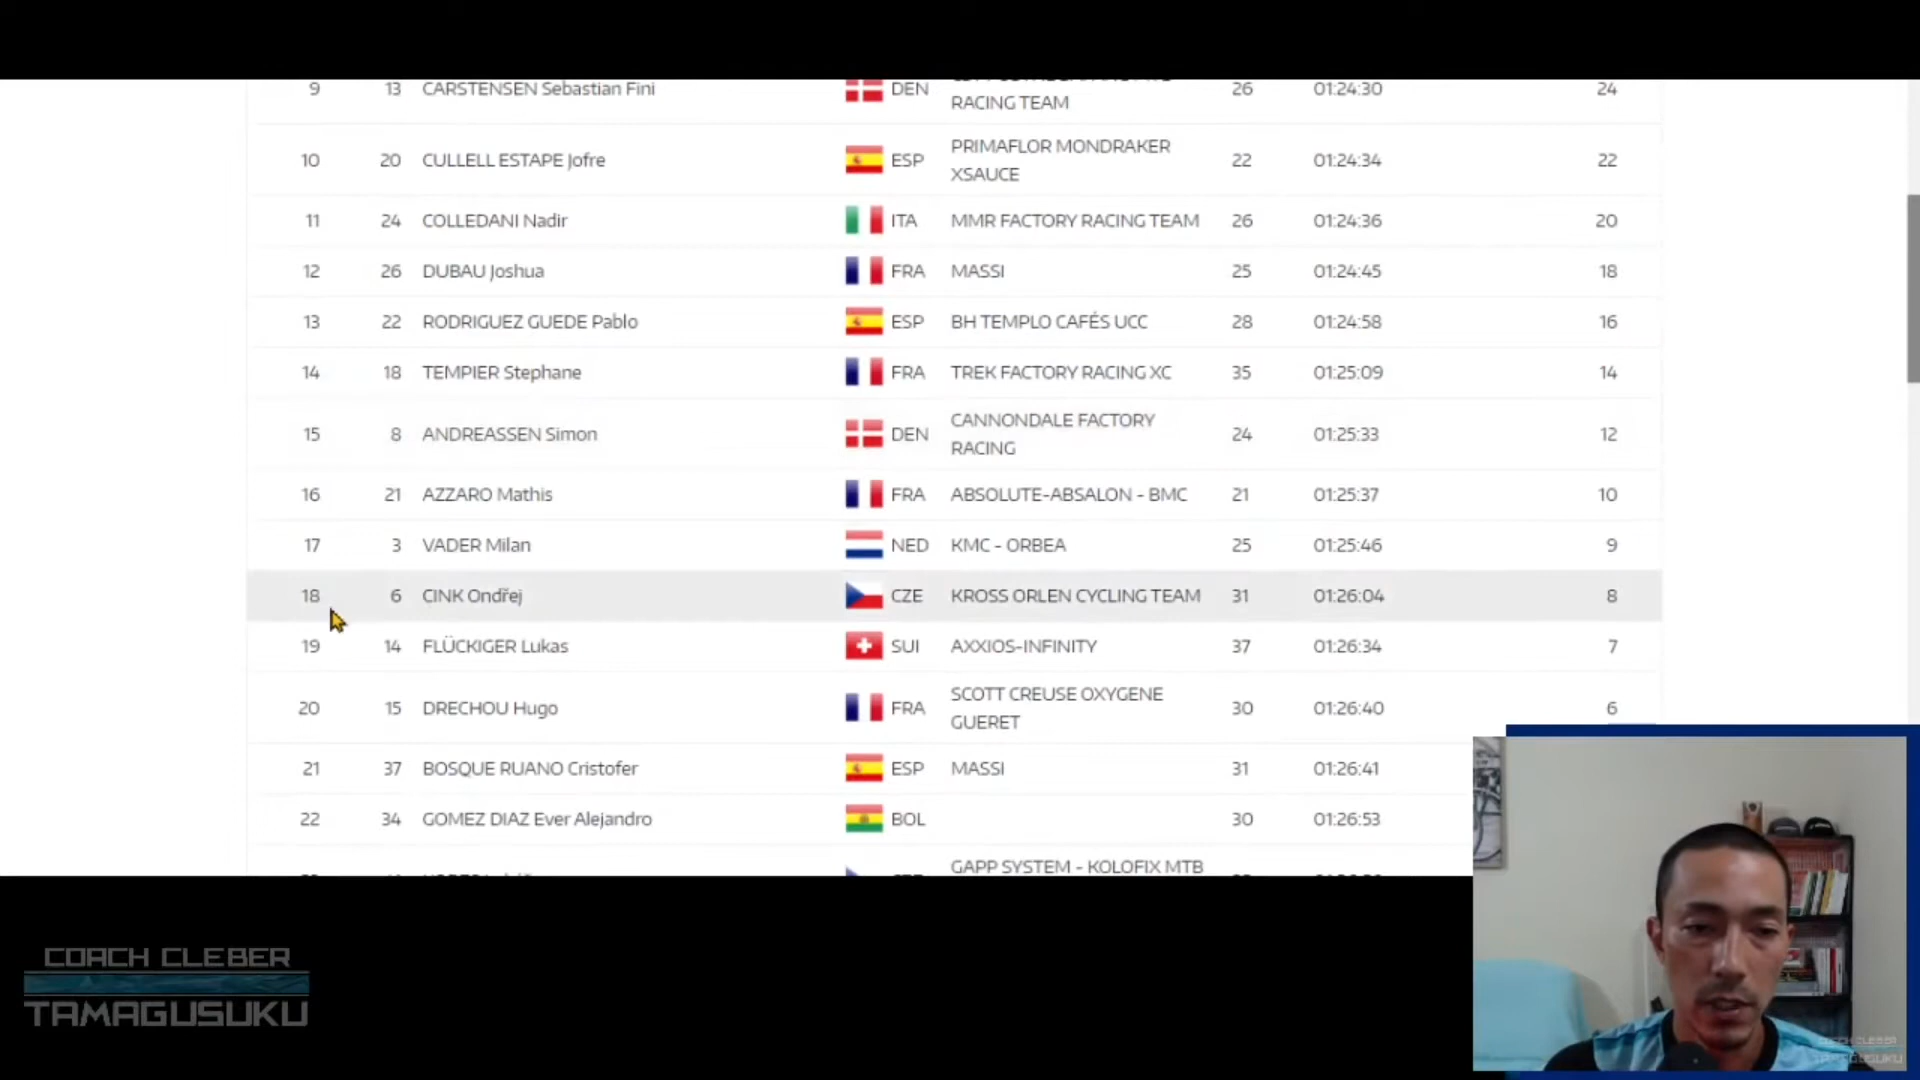 9 13 CARSTENSEN Sebastian Fini DEN RACING TEAM 26 01:24:30 24
10 20 CULLELL ESTAPE Jofre ESP PRIMAFLOR MONDRAKER XSAUCE 22 01:24:34 22
11 24 COLLEDANI Nadir ITA MMR FACTORY RACING TEAM 26 01:24:36 20
12 26 DUBAU Joshua FRA MASSI 25 01:24:45 18
13 22 RODRIGUEZ GUEDE Pablo ESP BH TEMPLO CAFÉS UCC 28 01:24:58 16
14 18 TEMPIER Stephane FRA TREK FACTORY RACING XC 35 01:25:09 14
15 8 ANDREASSEN Simon DEN CANNONDALE FACTORY RACING 24 01:25:33 12
16 21 AZZARO Mathis FRA ABSOLUTE-ABSALON - BMC 21 01:25:37 10
17 3 VADER Milan NED KMC - ORBEA 25 01:25:46 9
18 6 CINK Ondřej CZE KROSS ORLEN CYCLING TEAM 31 01:26:04 8
19 14 FLÜCKIGER Lukas SUI AXXIOS-INFINITY 37 01:26:34 7
20 15 DRECHOU Hugo FRA SCOTT CREUSE OXYGENE GUERET 30 01:26:40 6
21 37 BOSQUE RUANO Cristofer ESP MASSI 31 01:26:41
22 34 GOMEZ DIAZ Ever Alejandro BOL 30 01:26:53
GAPP SYSTEM - KOLOFIX MTB
COACH CLEBER
TAMAGUSUKU
COACH CLEBER
TAMAGUSUKU